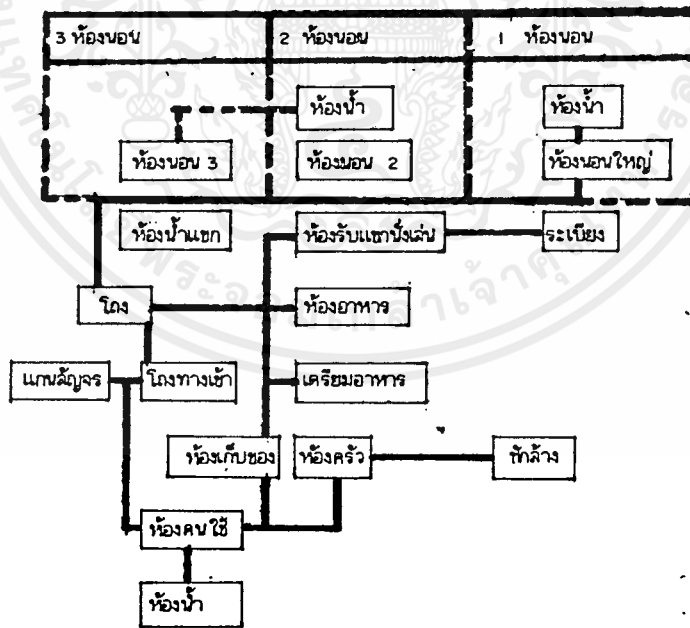 3 ห้องนอน
2 ห้องนอน
1 ห้องนอน
ห้องน้ำ
ห้องน้ำ
ห้องนอน 3
ห้องนอน 2
ห้องนอนใหญ่
ห้องน้ำแขก
ห้องรับแขกนั่งเล่น
ระเบียง
โถง
ห้องอาหาร
แกนสัญจร
โถงทางเข้า
เตรียมอาหาร
ห้องเก็บของ
ห้องครัว
ซักล้าง
ห้องคนใช้
ห้องน้ำ